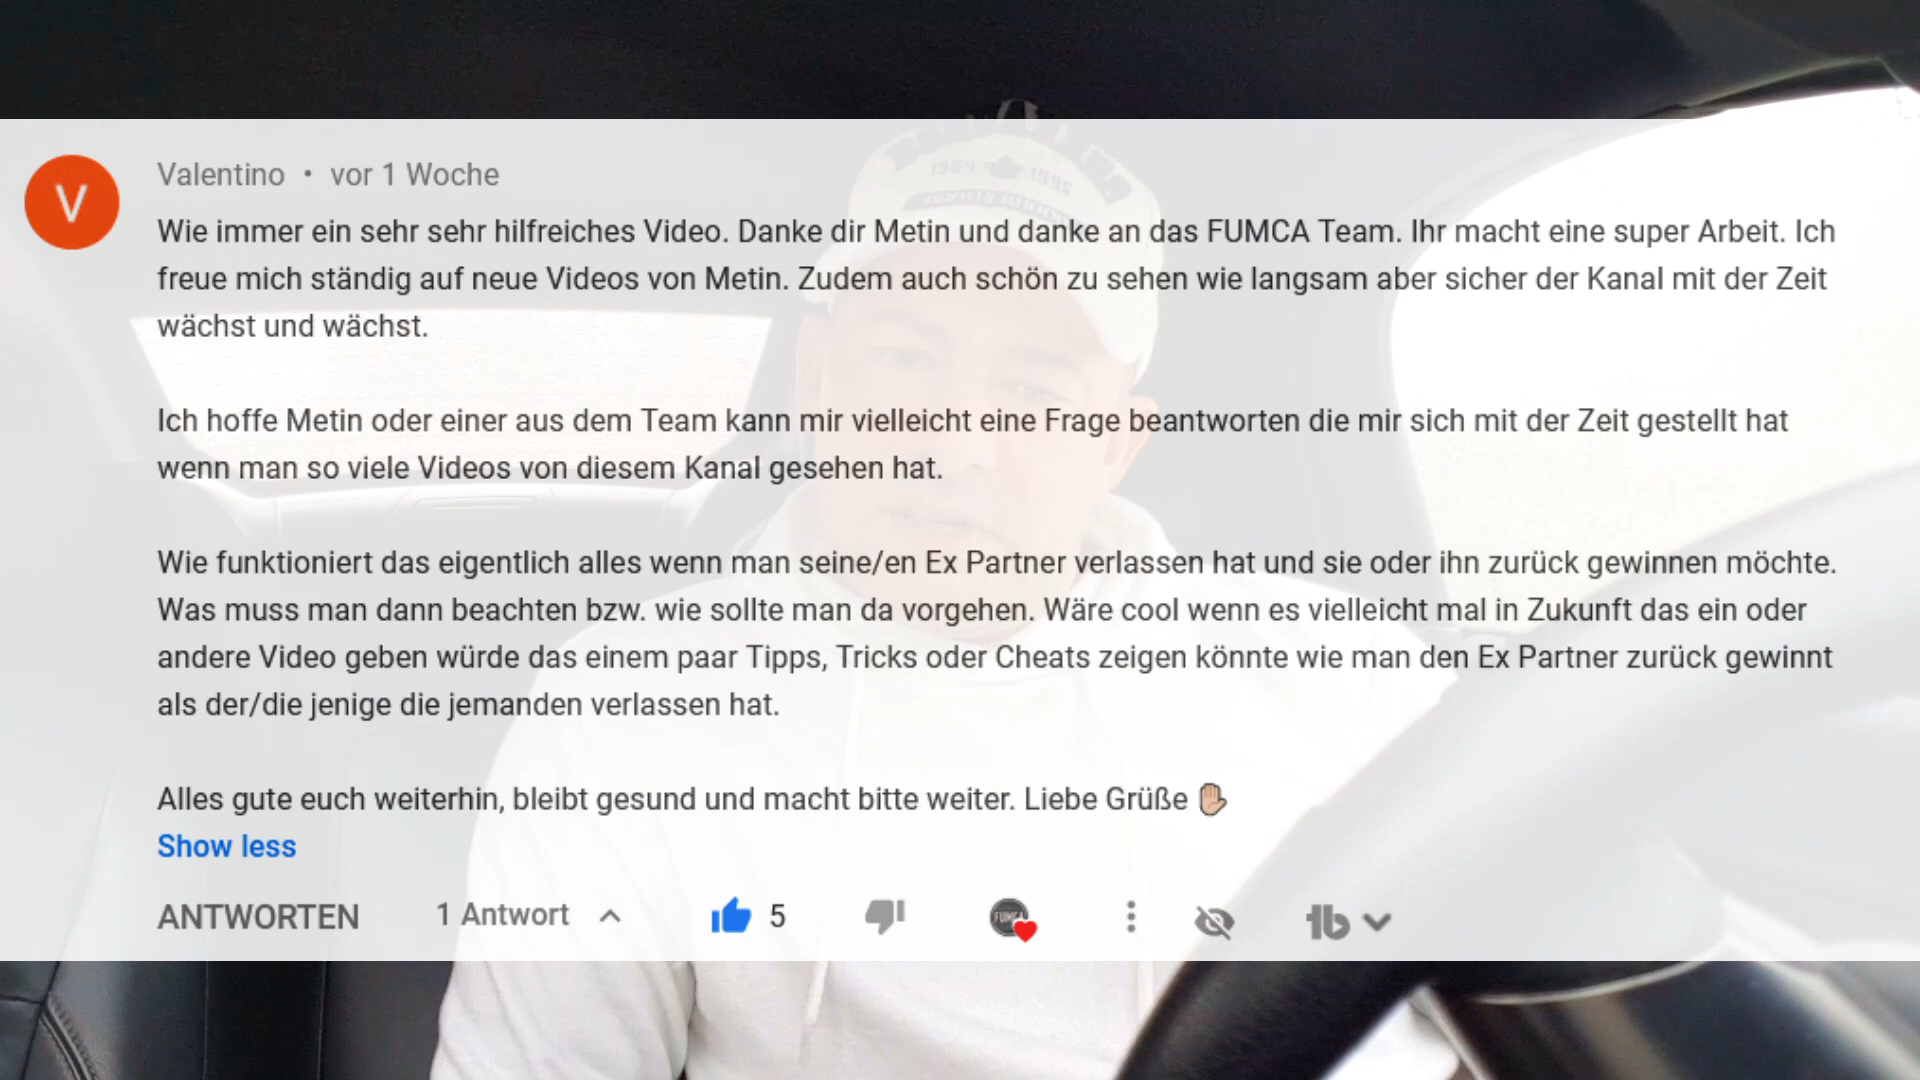 Valentino • vor 1 Woche
V
Wie immer ein sehr sehr hilfreiches Video. Danke dir Metin und danke an das FUMCA Team. Ihr macht eine super Arbeit. Ich
freue mich ständig auf neue Videos von Metin. Zudem auch schön zu sehen wie langsam aber sicher der Kanal mit der Zeit
wächst und wächst.
Ich hoffe Metin oder einer aus dem Team kann mir vielleicht eine Frage beantworten die mir sich mit der Zeit gestellt hat
wenn man so viele Videos von diesem Kanal gesehen hat.
Wie funktioniert das eigentlich alles wenn man seine/en Ex Partner verlassen hat und sie oder ihn zurück gewinnen möchte.
Was muss man dann beachten bzw. wie sollte man da vorgehen. Wäre cool wenn es vielleicht mal in Zukunft das ein oder
andere Video geben würde das einem paar Tipps, Tricks oder Cheats zeigen könnte wie man den Ex Partner zurück gewinnt
als der/die jenige die jemanden verlassen hat.
Alles gute euch weiterhin, bleibt gesund und macht bitte weiter. Liebe Grüße ✋🏼
Show less
ANTWORTEN 1 Antwort 5 FUMCA tb